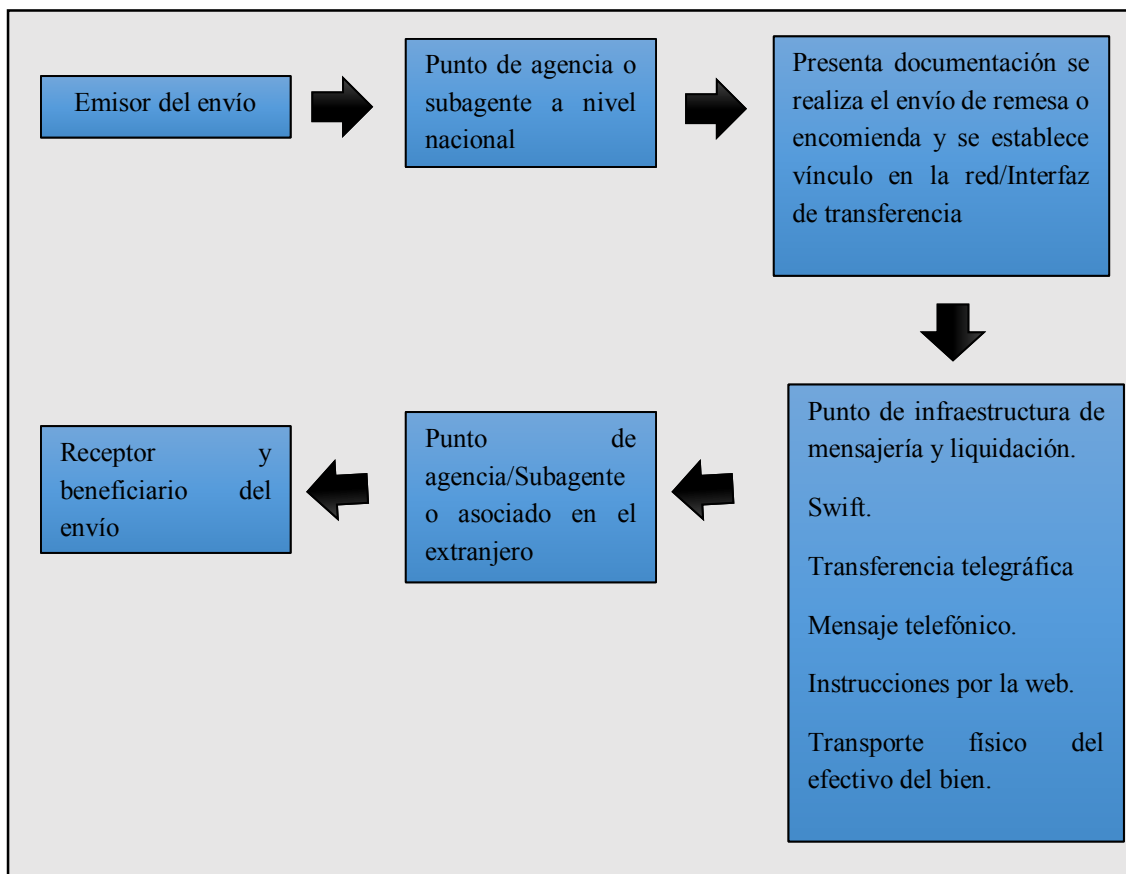 Emisor del envío
Punto de agencia o
subagente a nivel
nacional
Presenta documentación se
realiza el envío de remesa o
encomienda y se establece
vínculo en la red/Interfaz
de transferencia
Punto de infraestructura de
mensajería y liquidación.
Swift.
Transferencia telegráfica
Mensaje telefónico.
Instrucciones por la web.
Transporte físico del
efectivo del bien.
Punto de
agencia/Subagente
o asociado en el
extranjero
Receptor y
beneficiario del
envío